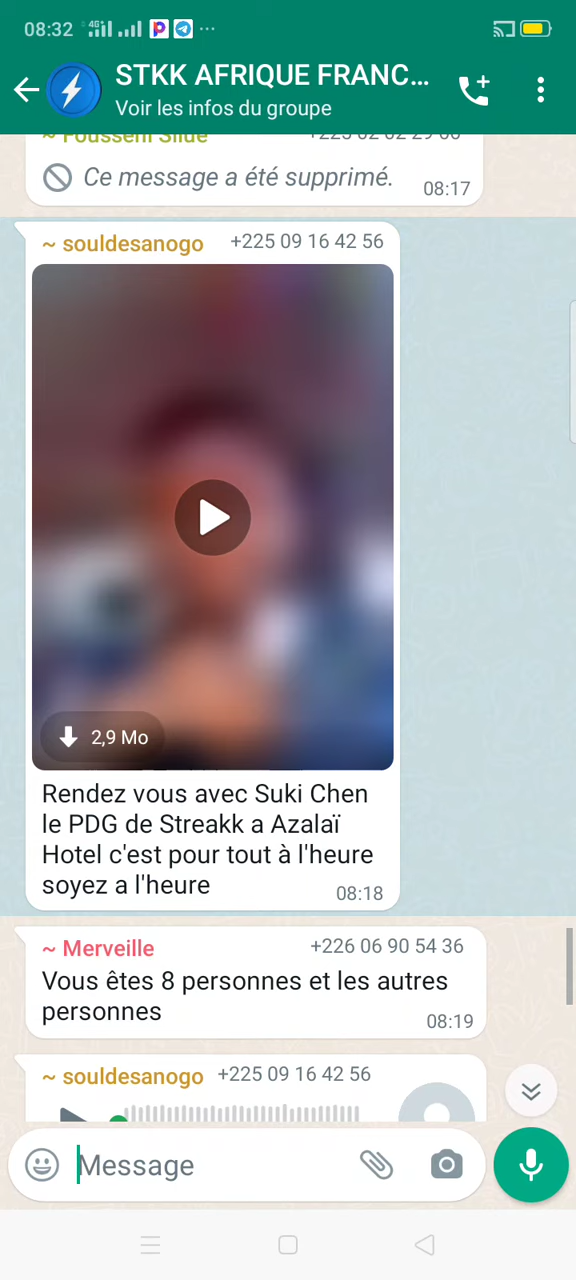 08:32 4G
STKK AFRIQUE FRANC...
Voir les infos du groupe
Ce message a été supprimé.
08:17
~ souldesanogo +225 09 16 42 56
2,9 Mo
Rendez vous avec Suki Chen
le PDG de Streakk a Azalaï
Hotel c'est pour tout à l'heure
soyez a l'heure
08:18
~ Merveille +226 06 90 54 36
Vous êtes 8 personnes et les autres
personnes
08:19
~ souldesanogo +225 09 16 42 56
Message